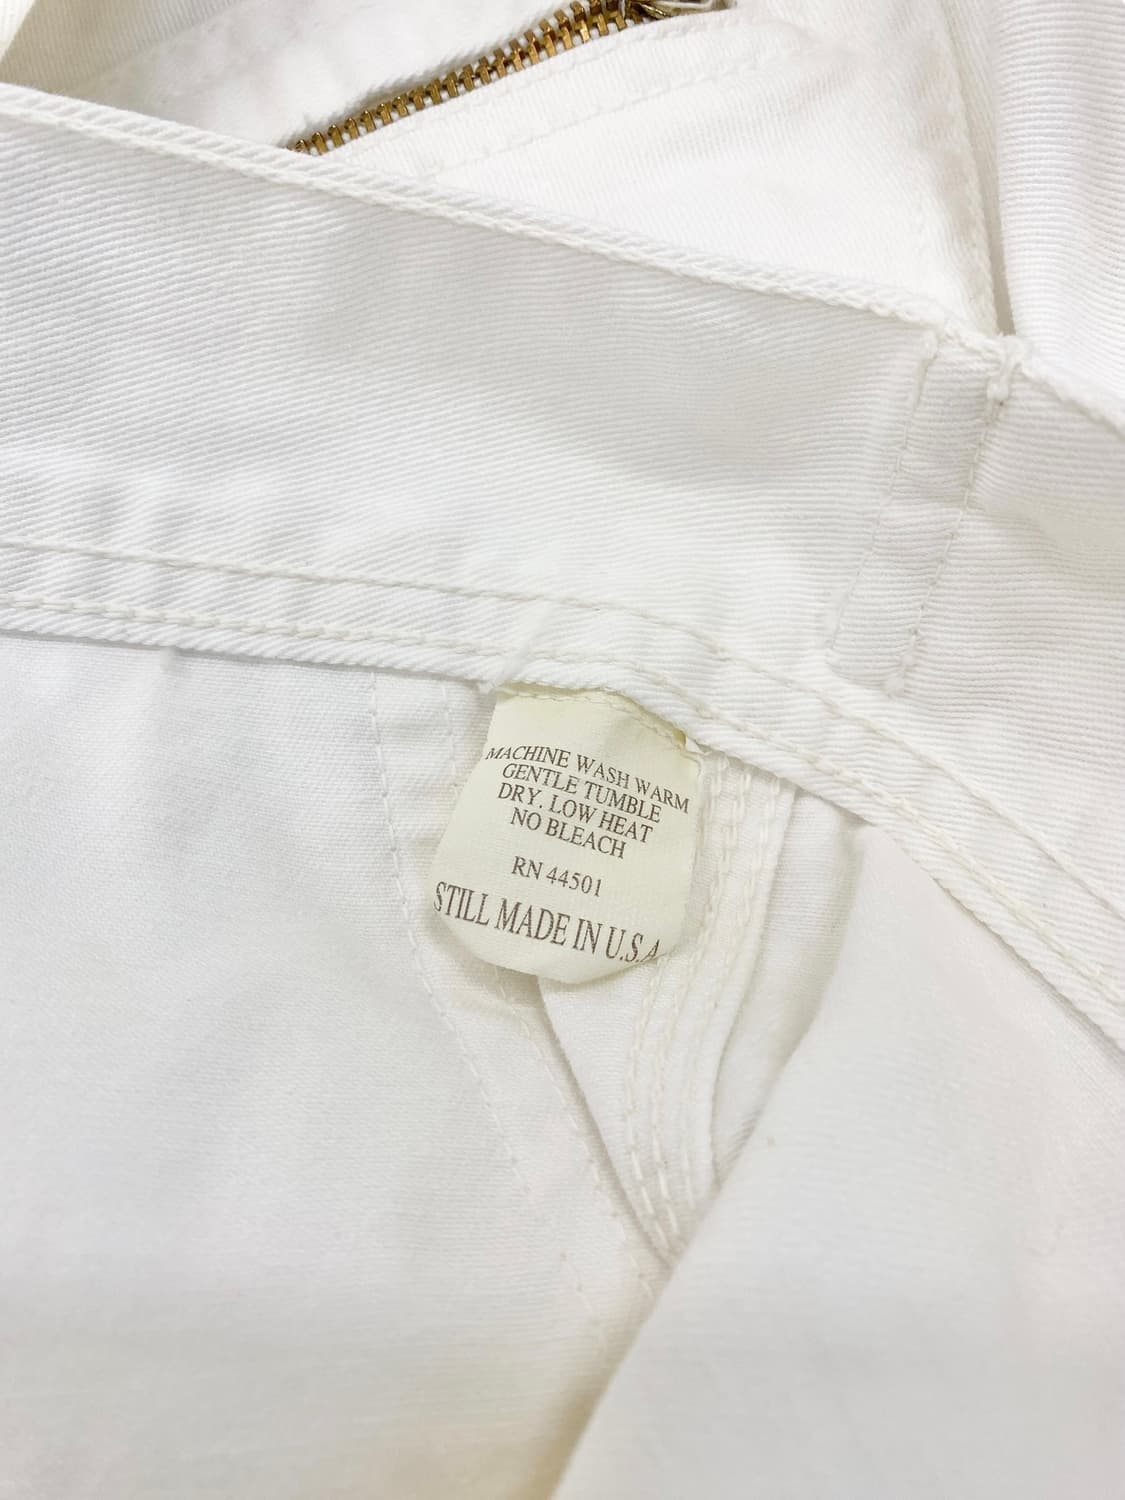 MACHINE WASH WARM
GENTLE TUMBLE
DRY. LOW HEAT
NO BLEACH
RN 44501
STILL MADE IN U.S.A